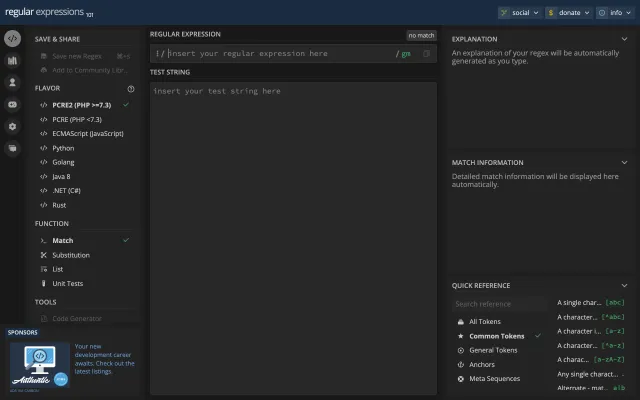 regular expressions 101
social
donate
info
SAVE & SHARE
Save new Regex ⌘+S
Add to Community Libr...
FLAVOR
</> PCRE2 (PHP >=7.3)
</> PCRE (PHP <7.3)
</> ECMAScript (JavaScript)
</> Python
</> Golang
</> Java 8
</> .NET (C#)
</> Rust
FUNCTION
Match
Substitution
List
Unit Tests
TOOLS
Code Generator
SPONSORS
Your new
development career
awaits. Check out the
latest listings.
Authentic
REGULAR EXPRESSION
no match
/ insert your regular expression here / gm
TEST STRING
insert your test string here
EXPLANATION
An explanation of your regex will be automatically
generated as you type.
MATCH INFORMATION
Detailed match information will be displayed here
automatically.
QUICK REFERENCE
Search reference
All Tokens
Common Tokens
General Tokens
Anchors
Meta Sequences
A single char... [abc]
A character... [^abc]
A character i... [a-z]
A character... [^a-z]
A charac... [a-zA-Z]
Any single charact... .
Alternate - mat... a|b